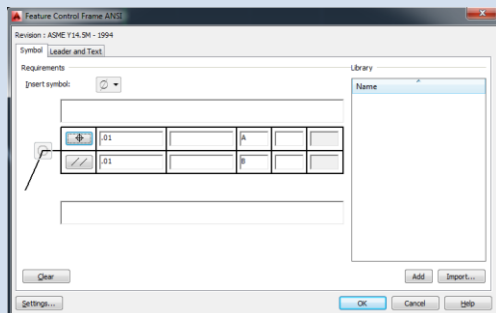 Feature Control Frame ANSI
Revision : ASME Y14.5M - 1994
Symbol Leader and Text
Requirements Library
Insert symbol: Ø Name
.01 A
// .01 B
Clear Add Import...
Settings... OK Cancel Help